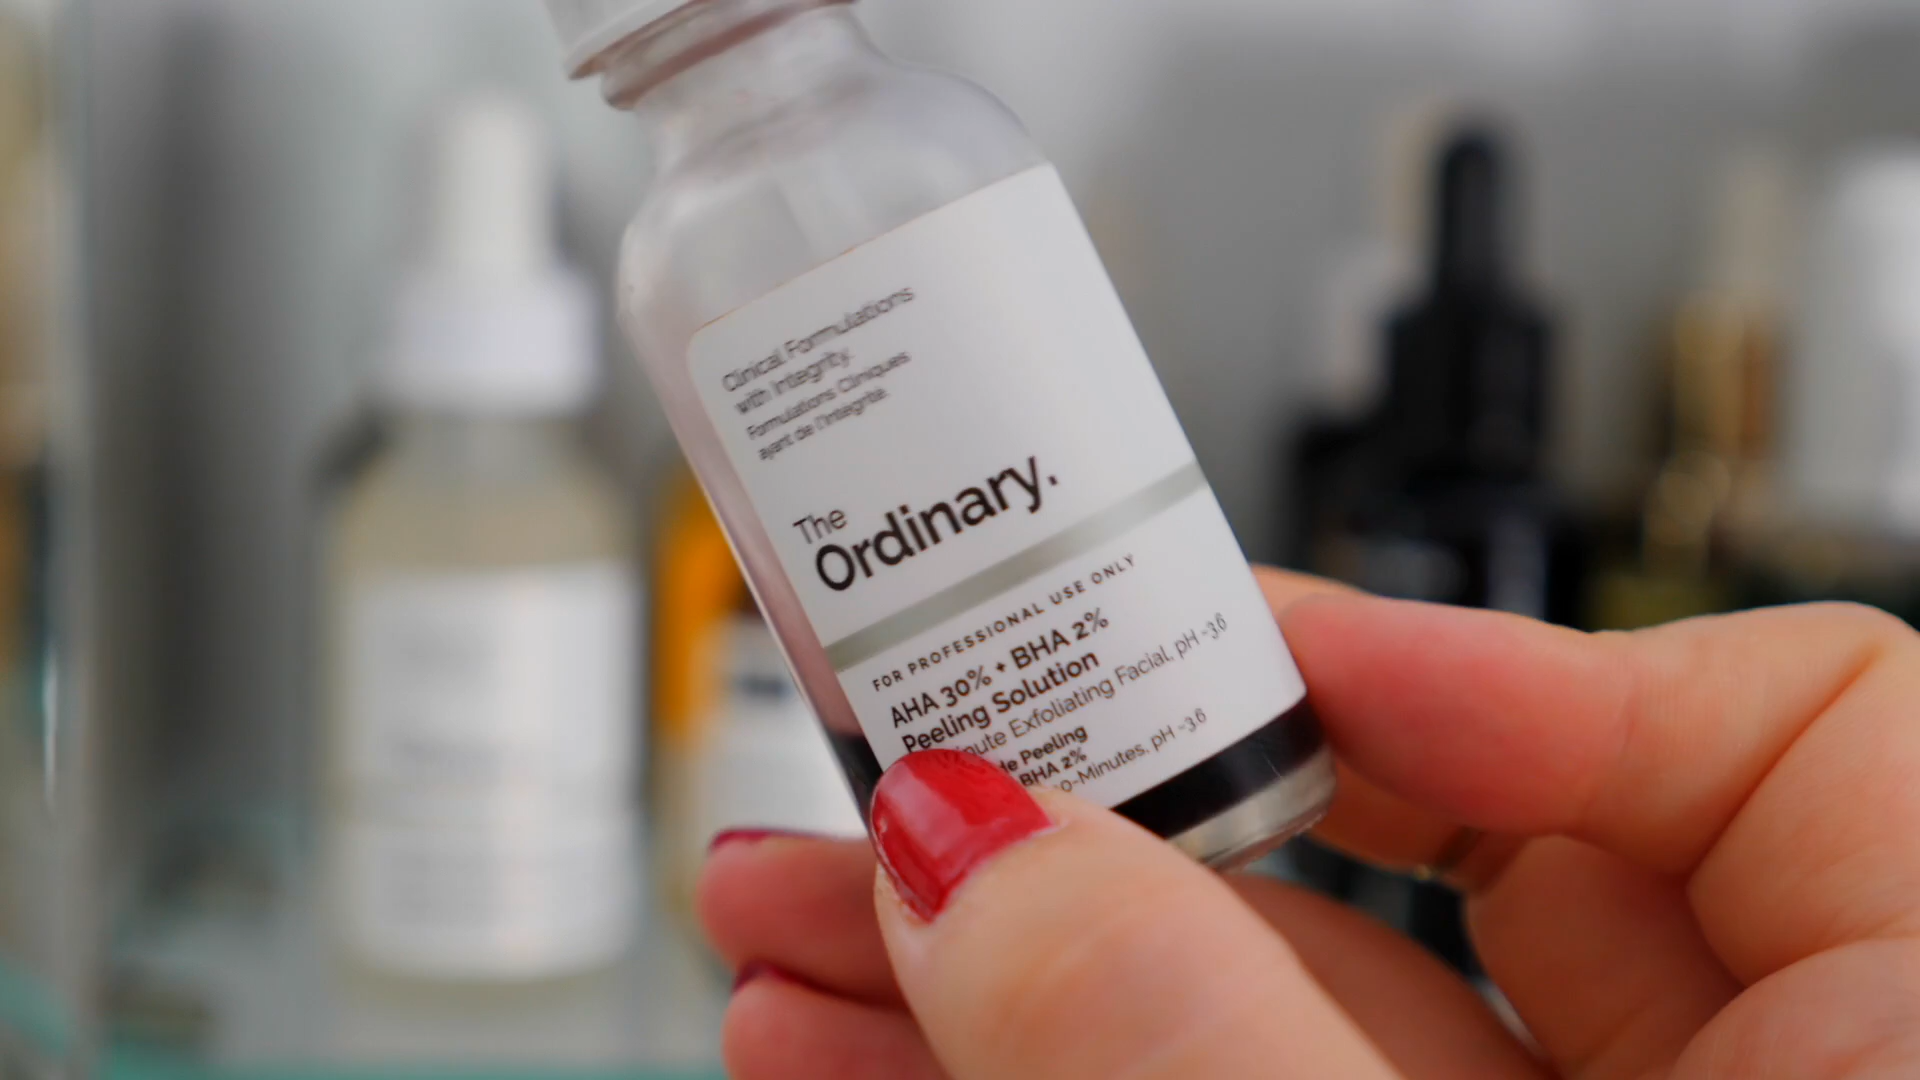 Clinical Formulations
with Integrity.
Formulations Cliniques
ayant de l'intégrité.
The
Ordinary.
FOR PROFESSIONAL USE ONLY
AHA 30% + BHA 2%
Peeling Solution
Exfoliating Facial, pH ~3.6
Peeling
BHA 2%
10-Minutes, pH ~3.6